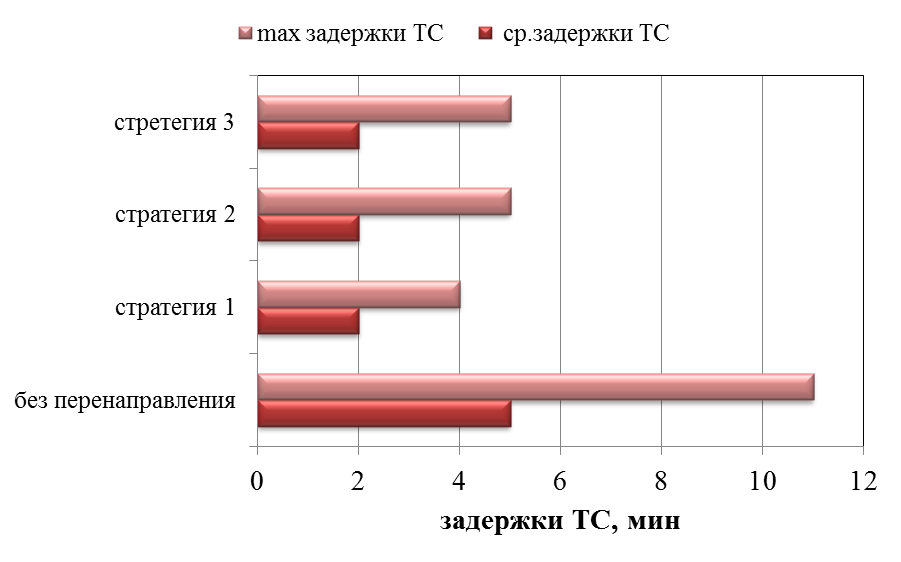 max задержки ТС ср.задержки ТС
стретегия 3
стратегия 2
стратегия 1
без перенаправления
0 2 4 6 8 10 12
задержки ТС, мин